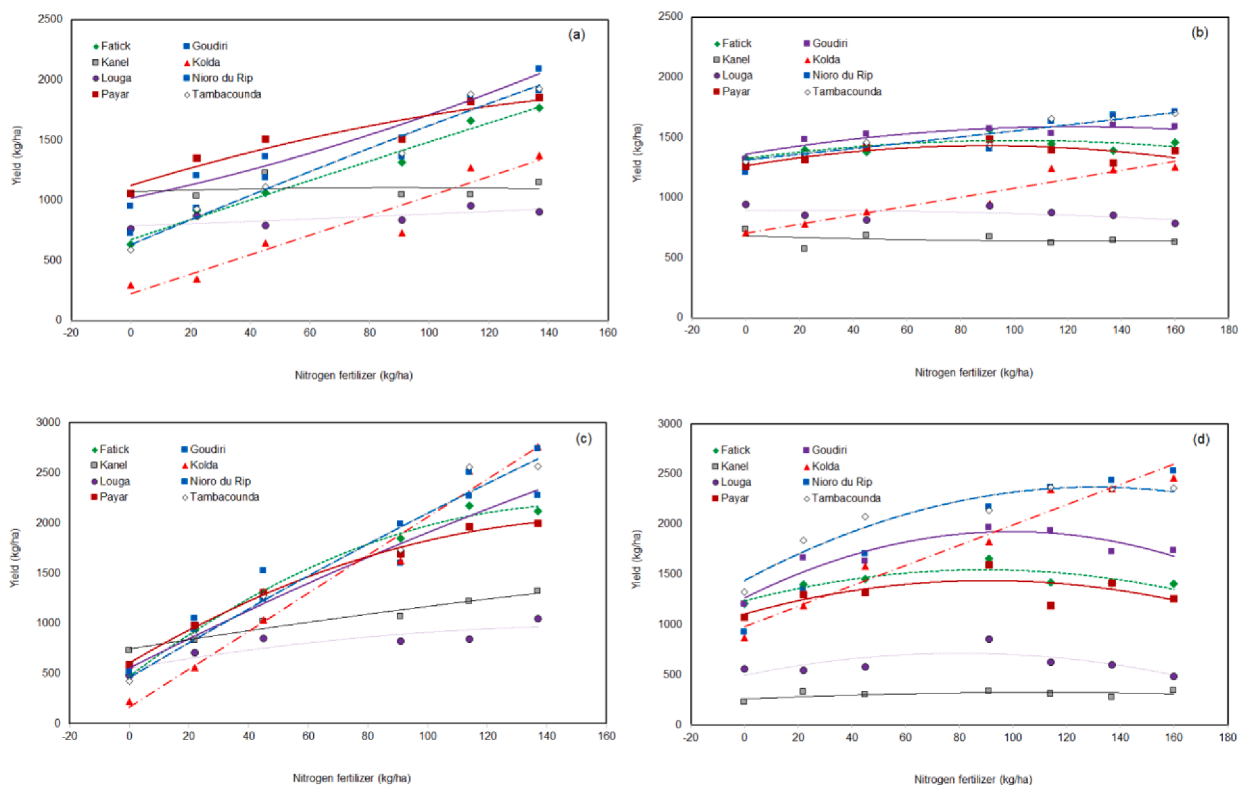 (a)
Fatick Goudiri
Kanel Kolda
Louga Nioro du Rip
Payar Tambacounda
Yield (kg/ha)
2500
2000
1500
1000
500
0
-20 0 20 40 60 80 100 120 140 160
Nitrogen fertilizer (kg/ha)
(b)
Fatick Goudiri
Kanel Kolda
Louga Nioro du Rip
Payar Tambacounda
Yield (kg/ha)
2500
2000
1500
1000
500
0
-20 0 20 40 60 80 100 120 140 160 180
Nitrogen fertilizer (kg/ha)
(c)
Fatick Goudiri
Kanel Kolda
Louga Nioro du Rip
Payar Tambacounda
Yield (kg/ha)
3000
2500
2000
1500
1000
500
0
-20 0 20 40 60 80 100 120 140 160
Nitrogen fertilizer (kg/ha)
(d)
Fatick Goudiri
Kanel Kolda
Louga Nioro du Rip
Payar Tambacounda
Yield (kg/ha)
3000
2500
2000
1500
1000
500
0
-20 0 20 40 60 80 100 120 140 160 180
Nitrogen fertilizer (kg/ha)